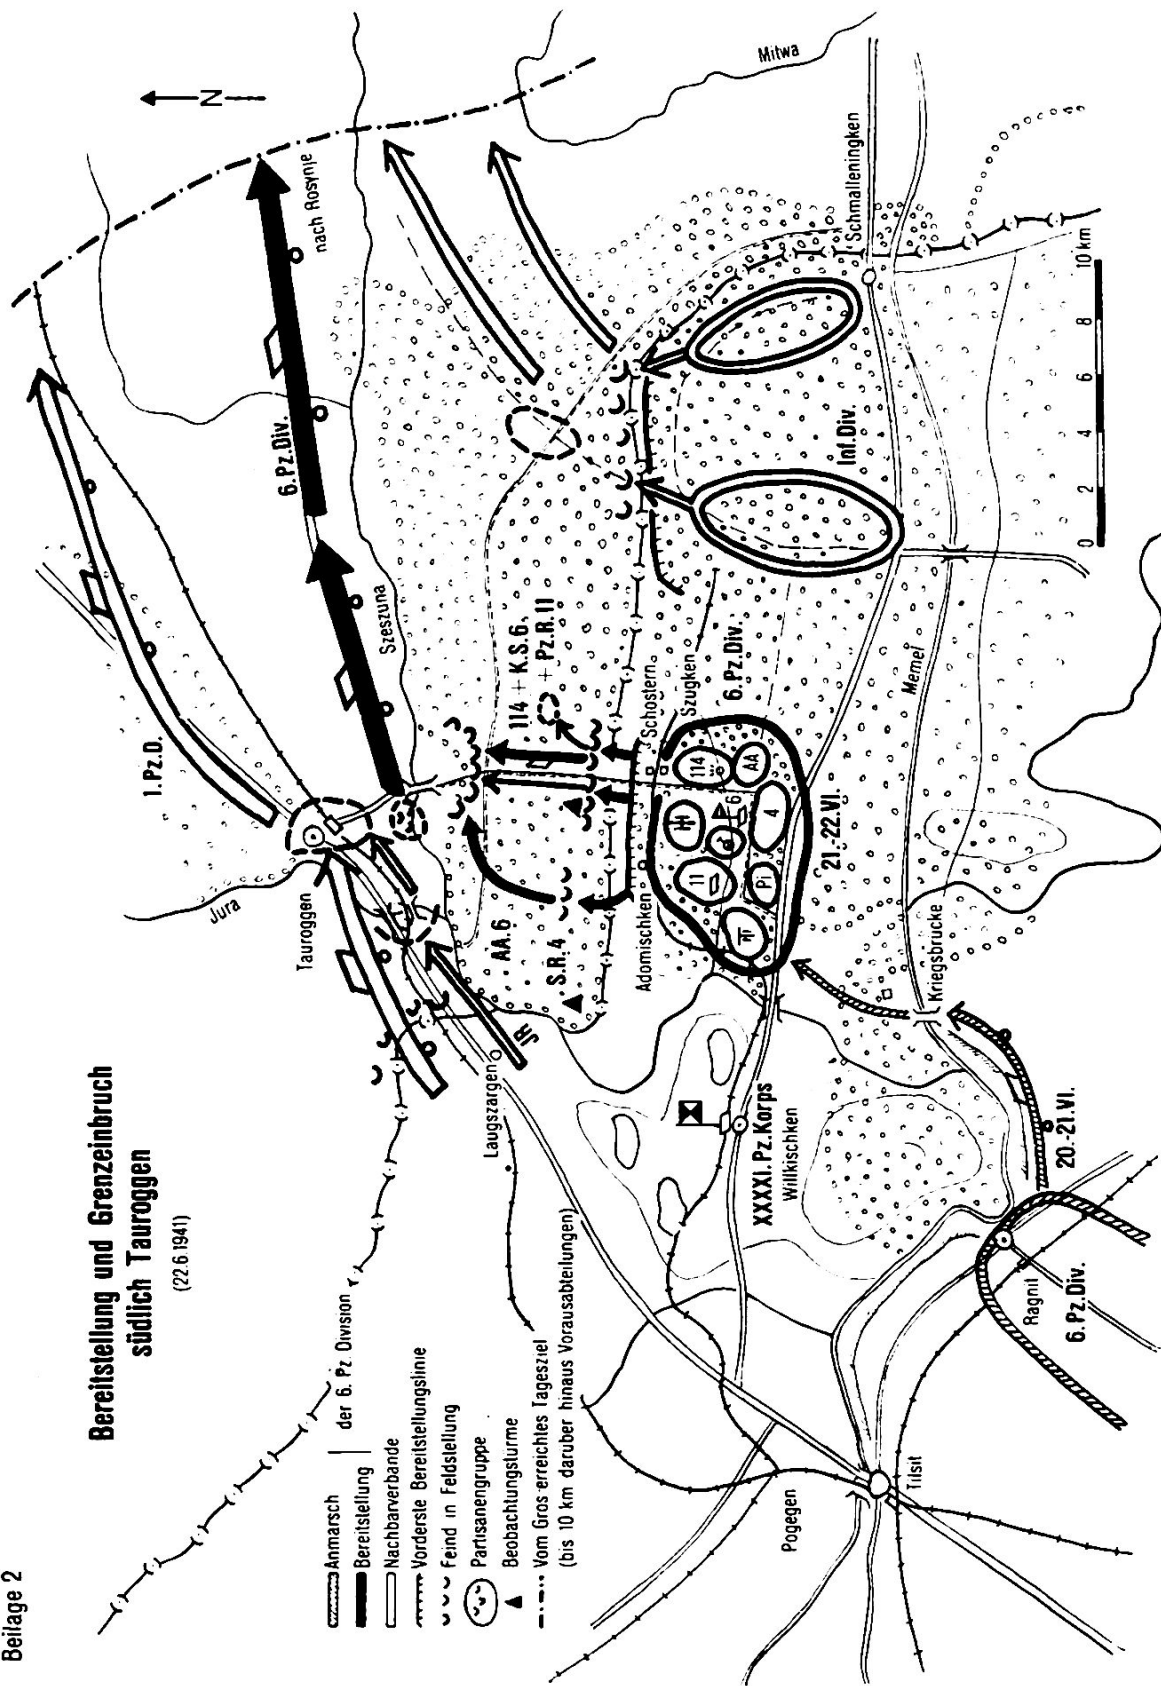 Beilage 2
Bereitstellung und Grenzeinbruch
südlich Tauroggen
(22.6.1941)
Anmarsch
Bereitstellung
der 6. Pz Division
Nachbarverbände
Vorderste Bereitstellungslinie
Feind in Feldstellung
Partisanengruppe
Beobachtungstürme
Vom Gros erreichtes Tagesziel
(bis 10 km darüber hinaus Vorausabteilungen)
N
Mitwa
nach Rosynje
6.Pz.Div.
1.Pz.D.
Szeszuna
Jura
Tauroggen
AA.6
S.R.4
114 + K.S.6
+ Pz.R.11
JR
Laugszargen
Adomischken
Schostern
Szugken
6.Pz.Div.
114
AA
6
4
11
Pi
21.-22.VI.
Inf.Div.
Schmalleningken
0 2 4 6 8 10 km
Memel
Kriegsbrücke
XXXXI.Pz.Korps
Willkischken
20.-21.VI.
Ragnit
6.Pz.Div.
Pogegen
Tilsit